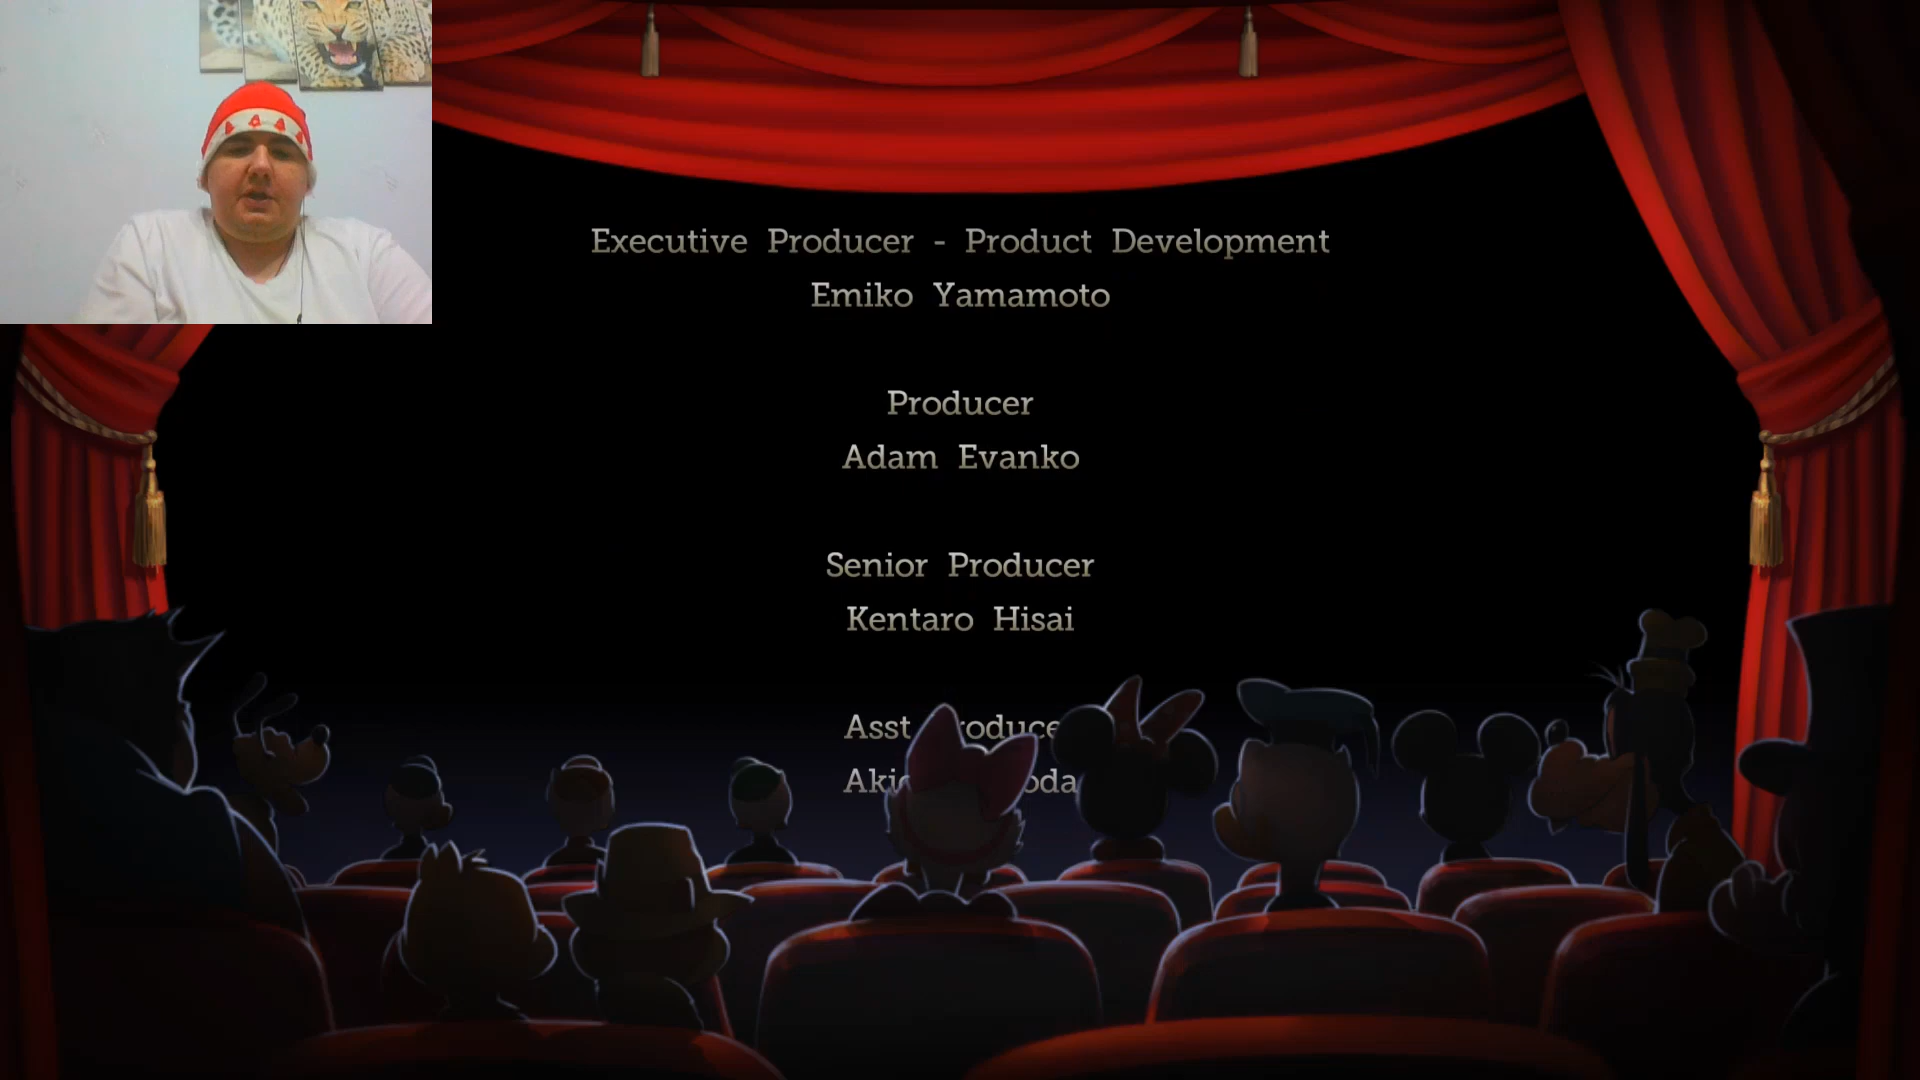 Executive Producer - Product Development
Emiko Yamamoto
Producer
Adam Evanko
Senior Producer
Kentaro Hisai
Asst